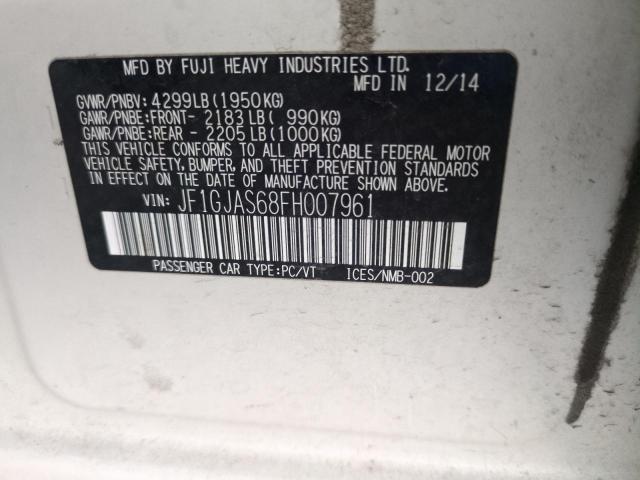 MFD BY FUJI HEAVY INDUSTRIES LTD.
MFD IN 12/14
GVWR/PNBV: 4299LB(1950KG)
GAWR/PNBE:FRONT- 2183 LB( 990KG)
GAWR/PNBE:REAR - 2205 LB(1000KG)
THIS VEHICLE CONFORMS TO ALL APPLICABLE FEDERAL MOTOR
VEHICLE SAFETY, BUMPER, AND THEFT PREVENTION STANDARDS
IN EFFECT ON THE DATE OF MANUFACTURE SHOWN ABOVE.
VIN: JF1GJAS68FH007961
PASSENGER CAR TYPE:PC/VT ICES/NMB-002